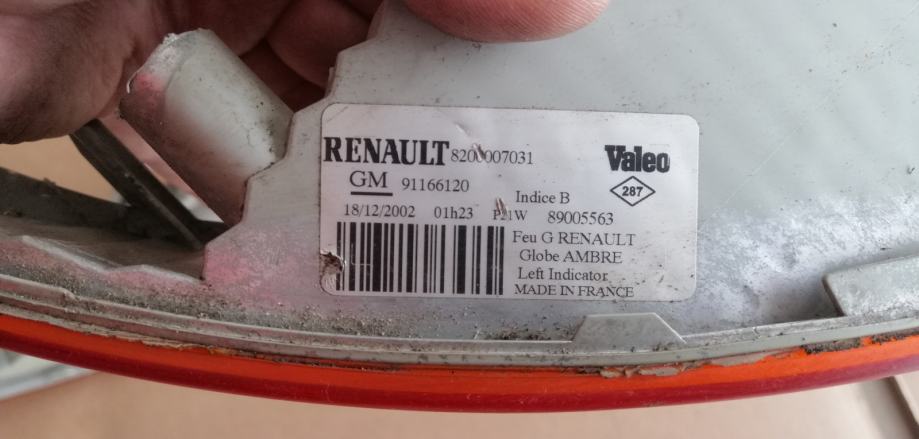 RENAULT 8200007031
Valeo
GM 91166120
287
Indice B
18/12/2002 01h23 P21W 89005563
Feu G RENAULT
Globe AMBRE
Left Indicator
MADE IN FRANCE